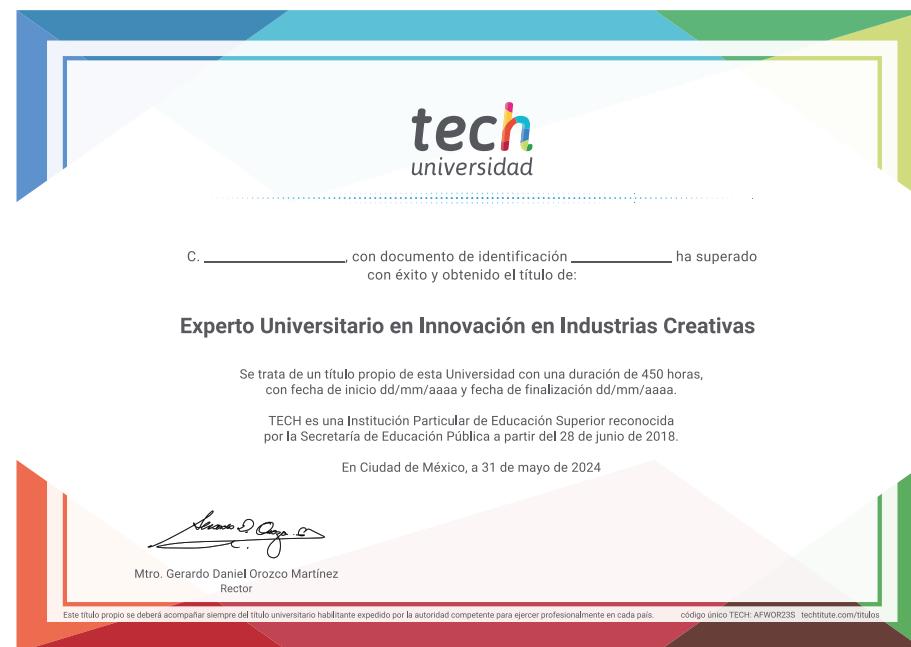 tech
universidad
C. ____________, con documento de identificación ____________ ha superado
con éxito y obtenido el título de:
Experto Universitario en Innovación en Industrias Creativas
Se trata de un título propio de esta Universidad con una duración de 450 horas,
con fecha de inicio dd/mm/aaaa y fecha de finalización dd/mm/aaaa.
TECH es una Institución Particular de Educación Superior reconocida
por la Secretaría de Educación Pública a partir del 28 de junio de 2018.
En Ciudad de México, a 31 de mayo de 2024
Mtro. Gerardo Daniel Orozco Martínez
Rector
Este título propio se deberá acompañar siempre del título universitario habilitante expedido por la autoridad competente para ejercer profesionalmente en cada país. código único TECH: AFWOR23S techtitute.com/titulos